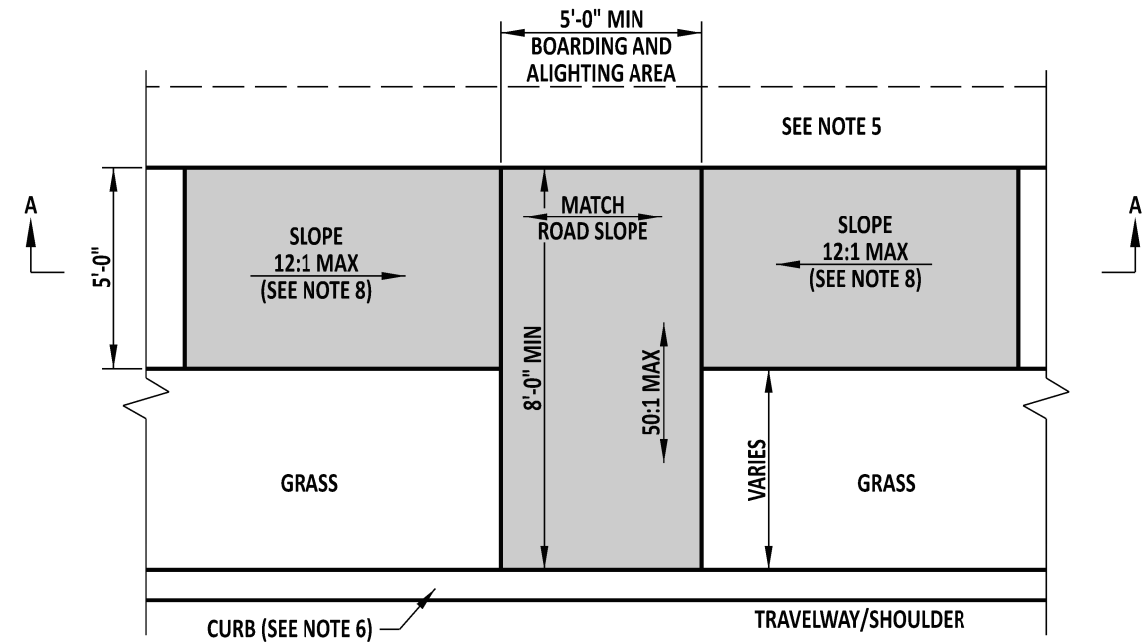 5'-0" MIN
BOARDING AND
ALIGHTING AREA
SEE NOTE 5
A
A
MATCH
ROAD SLOPE
SLOPE
12:1 MAX
(SEE NOTE 8)
SLOPE
12:1 MAX
(SEE NOTE 8)
5'-0"
8'-0" MIN
50:1 MAX
VARIES
GRASS
GRASS
CURB (SEE NOTE 6)
TRAVELWAY/SHOULDER